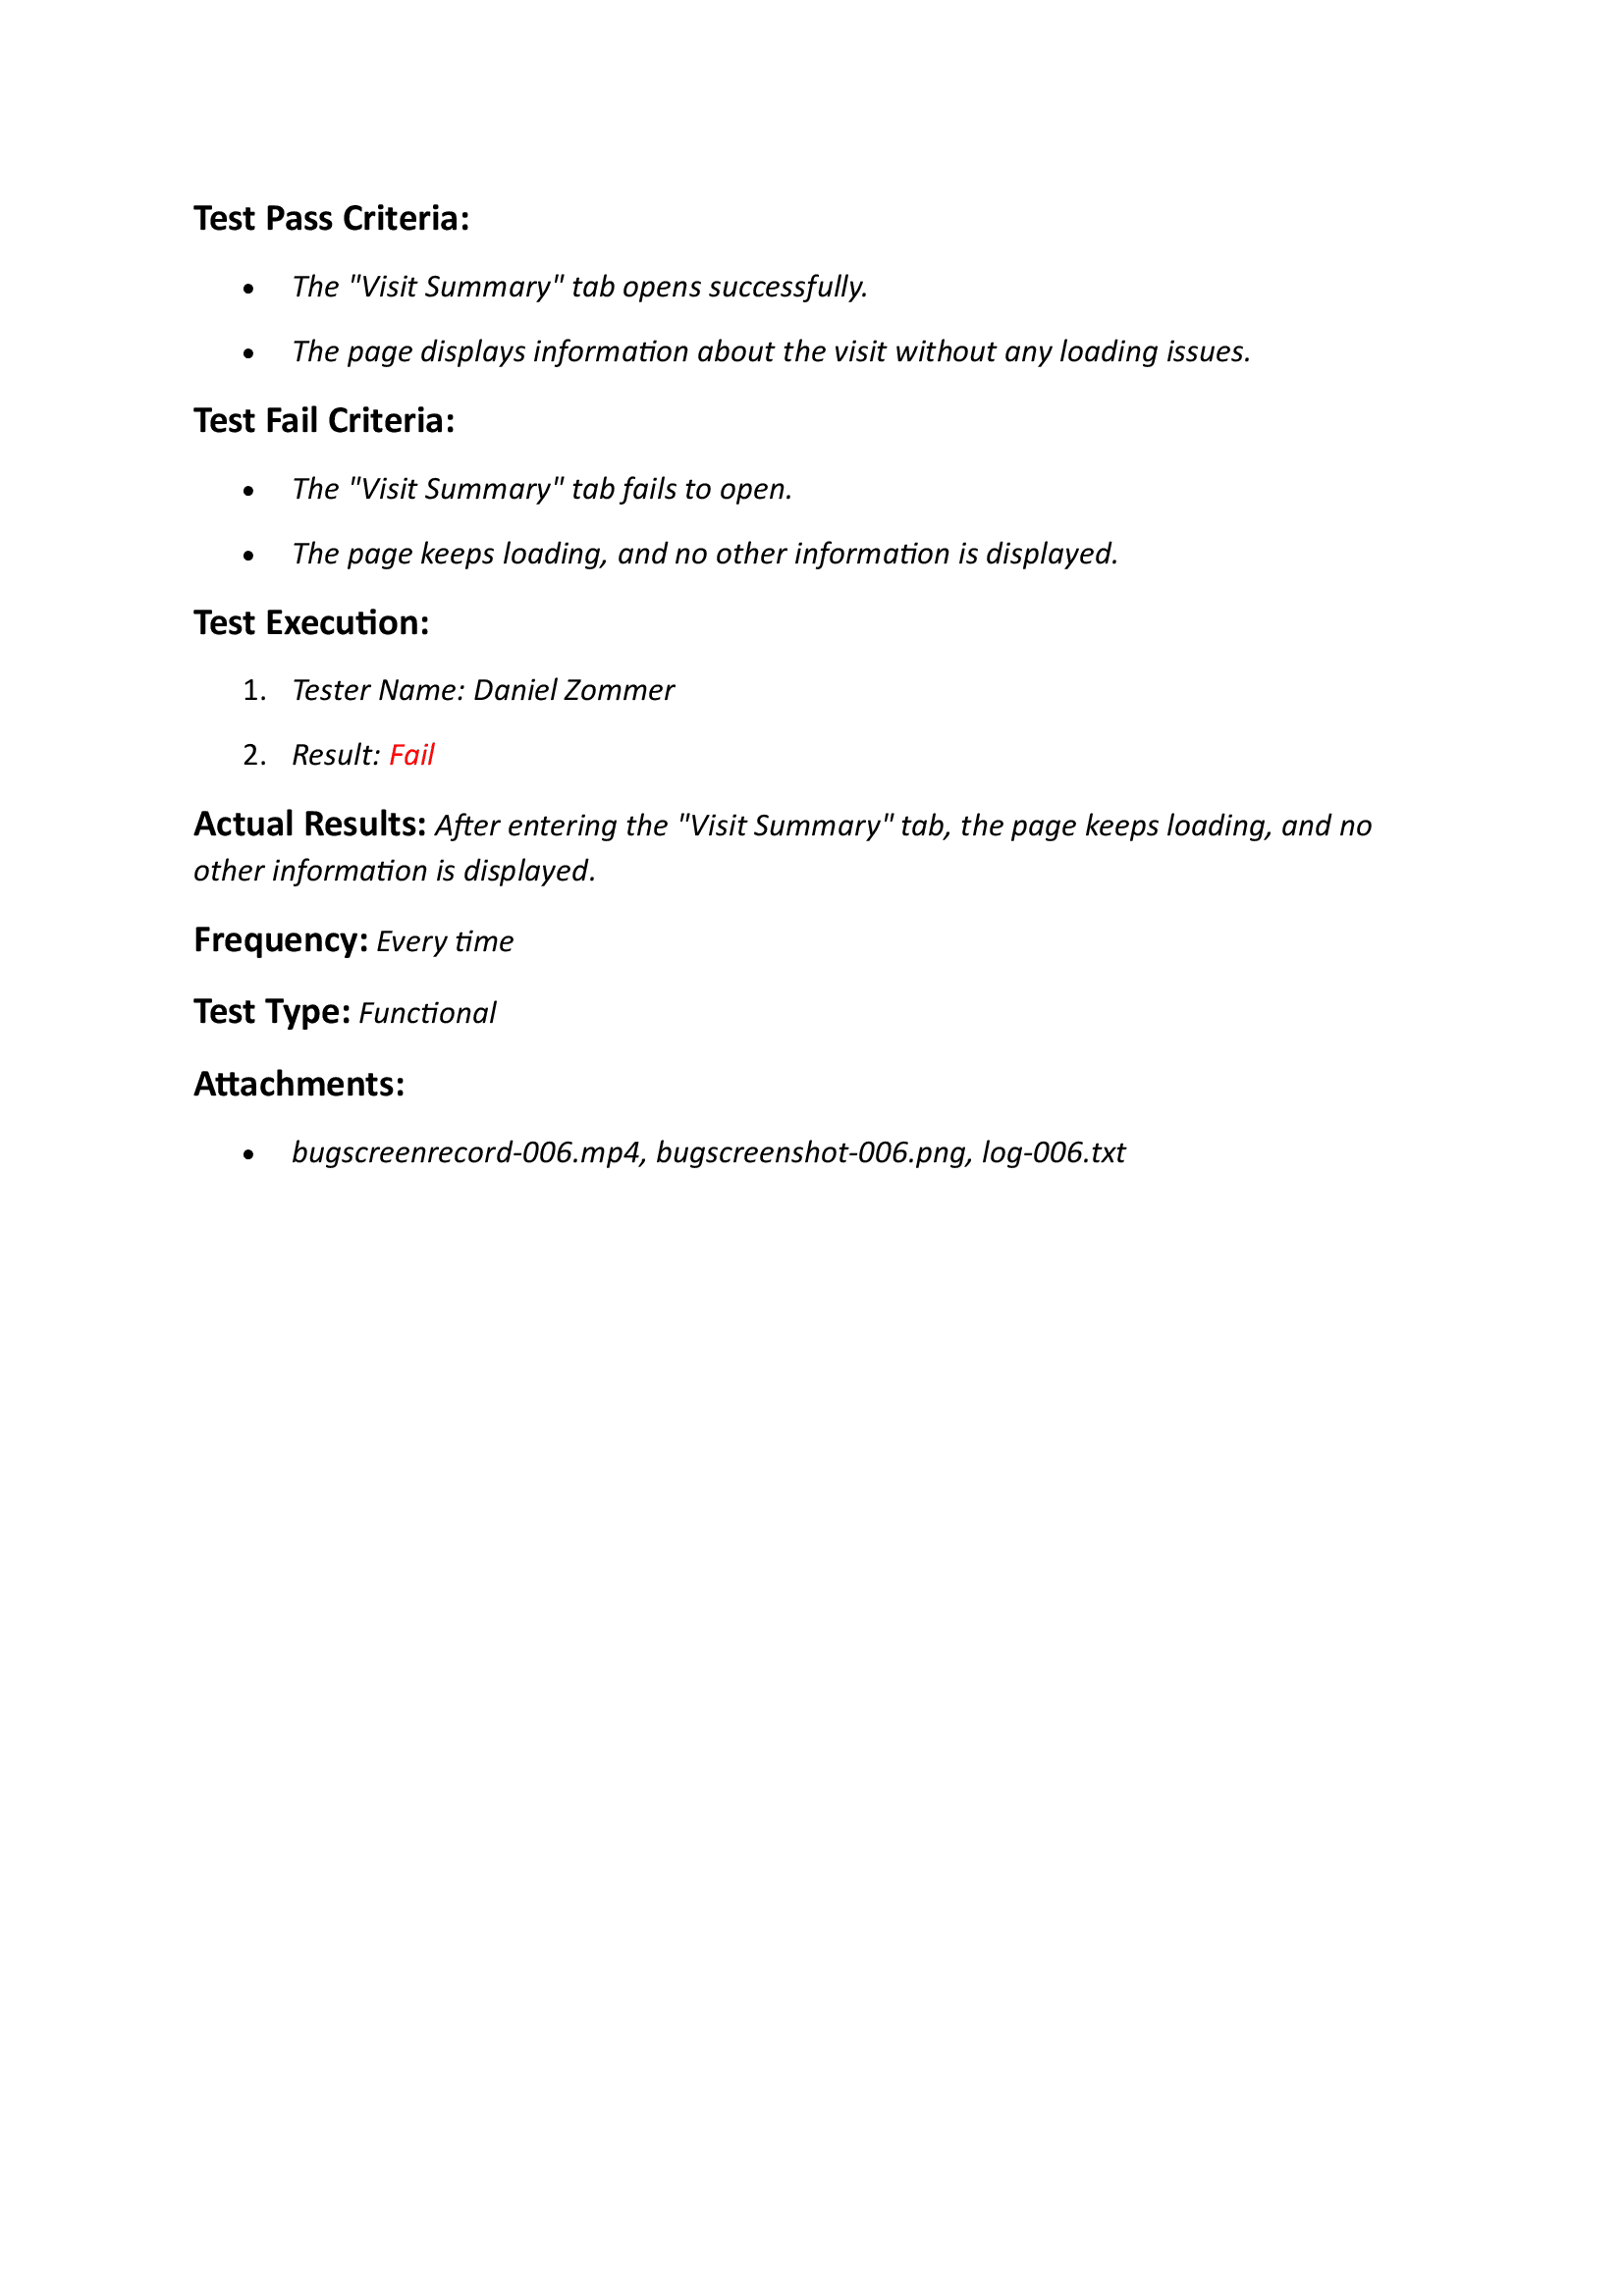 Test Pass Criteria:
• The "Visit Summary" tab opens successfully.
• The page displays information about the visit without any loading issues.
Test Fail Criteria:
• The "Visit Summary" tab fails to open.
• The page keeps loading, and no other information is displayed.
Test Execution:
1. Tester Name: Daniel Zommer
2. Result: Fail
Actual Results: After entering the "Visit Summary" tab, the page keeps loading, and no
other information is displayed.
Frequency: Every time
Test Type: Functional
Attachments:
• bugscreenrecord-006.mp4, bugscreenshot-006.png, log-006.txt